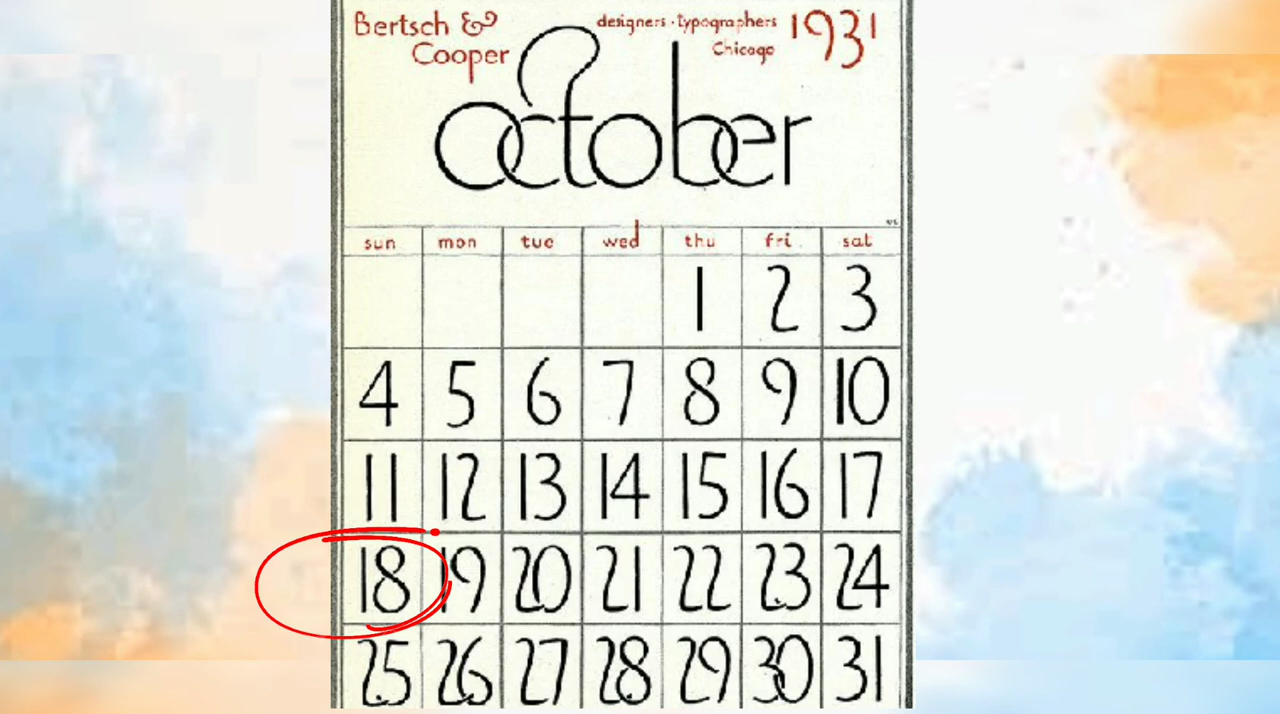 Bertsch &
Cooper
designers · typographers
Chicago
1931
october
sun mon tue wed thu fri sat
1 2 3
4 5 6 7 8 9 10
11 12 13 14 15 16 17
18 19 20 21 22 23 24
25 26 27 28 29 30 31